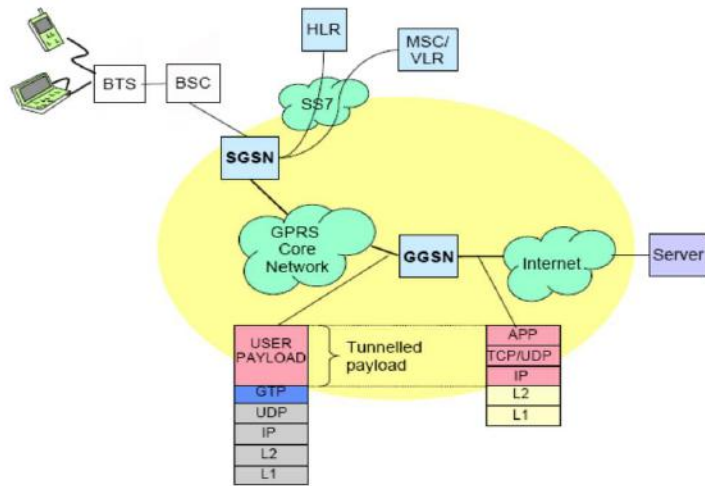 HLR
MSC/
VLR
BTS
BSC
SS7
SGSN
GPRS
Core
Network
GGSN
Internet
Server
USER
PAYLOAD
GTP
UDP
IP
L2
L1
Tunnelled
payload
APP
TCP/UDP
IP
L2
L1